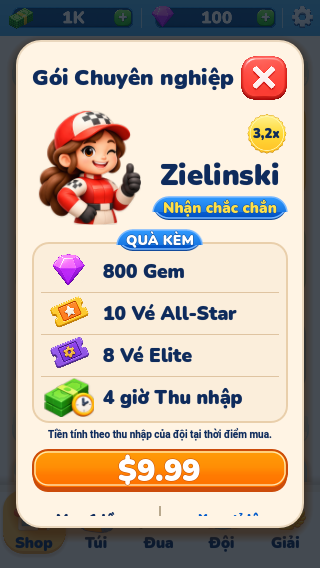 1K
100
Gói Chuyên nghiệp
3,2x
Zielinski
Nhận chắc chắn
QUÀ KÈM
800 Gem
10 Vé All-Star
8 Vé Elite
4 giờ Thu nhập
Tiền tính theo thu nhập của đội tại thời điểm mua.
$9.99
Shop
Túi
Đua
Đội
Giải